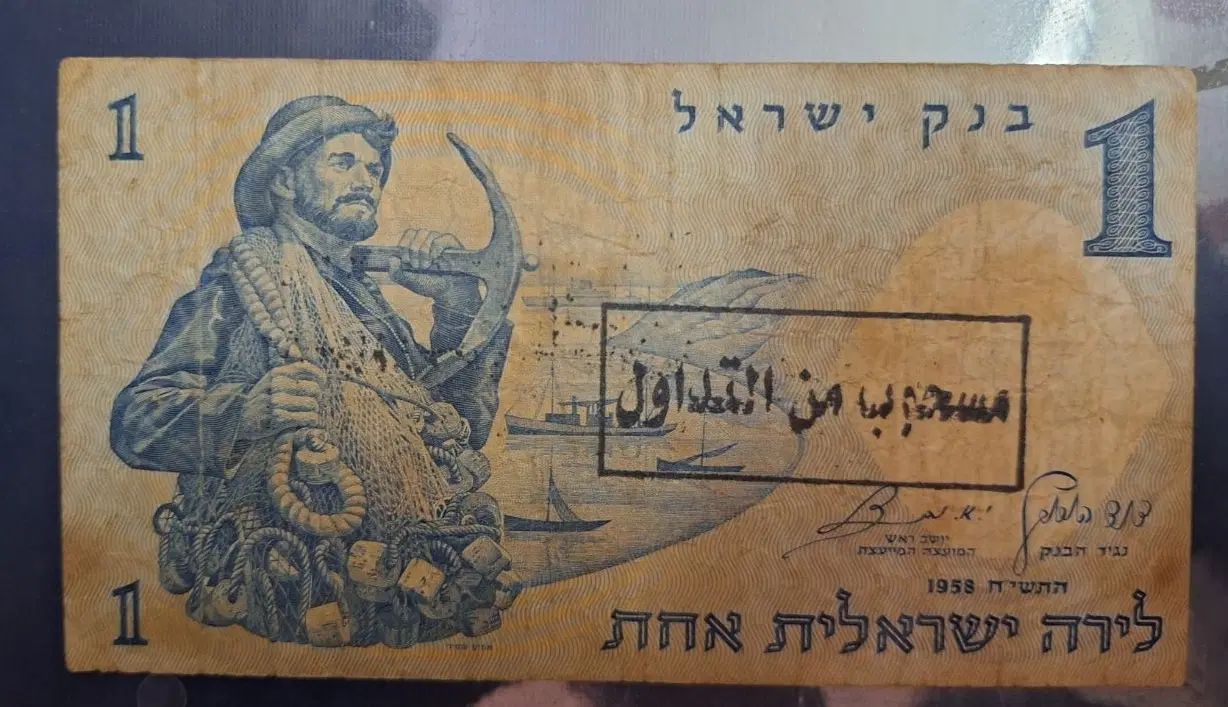 1
בנק ישראל
1
مسحوب من التداول
יושב ראש
המועצה המייעצת
נגיד הבנק
התשי"ח 1958
1
לירה ישראלית אחת